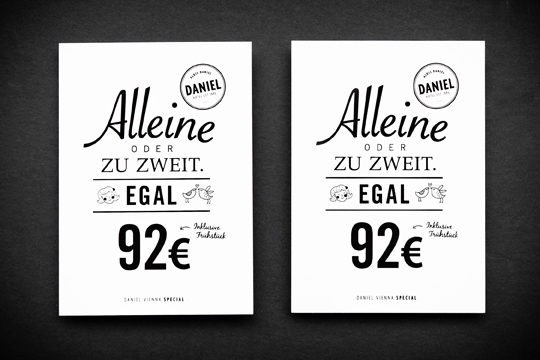 DANIEL
Alleine
ODER
ZU ZWEIT.
EGAL
Inklusive
Frühstück
92€
DANIEL VIENNA SPECIAL
DANIEL
Alleine
ODER
ZU ZWEIT.
EGAL
Inklusive
Frühstück
92€
DANIEL VIENNA SPECIAL